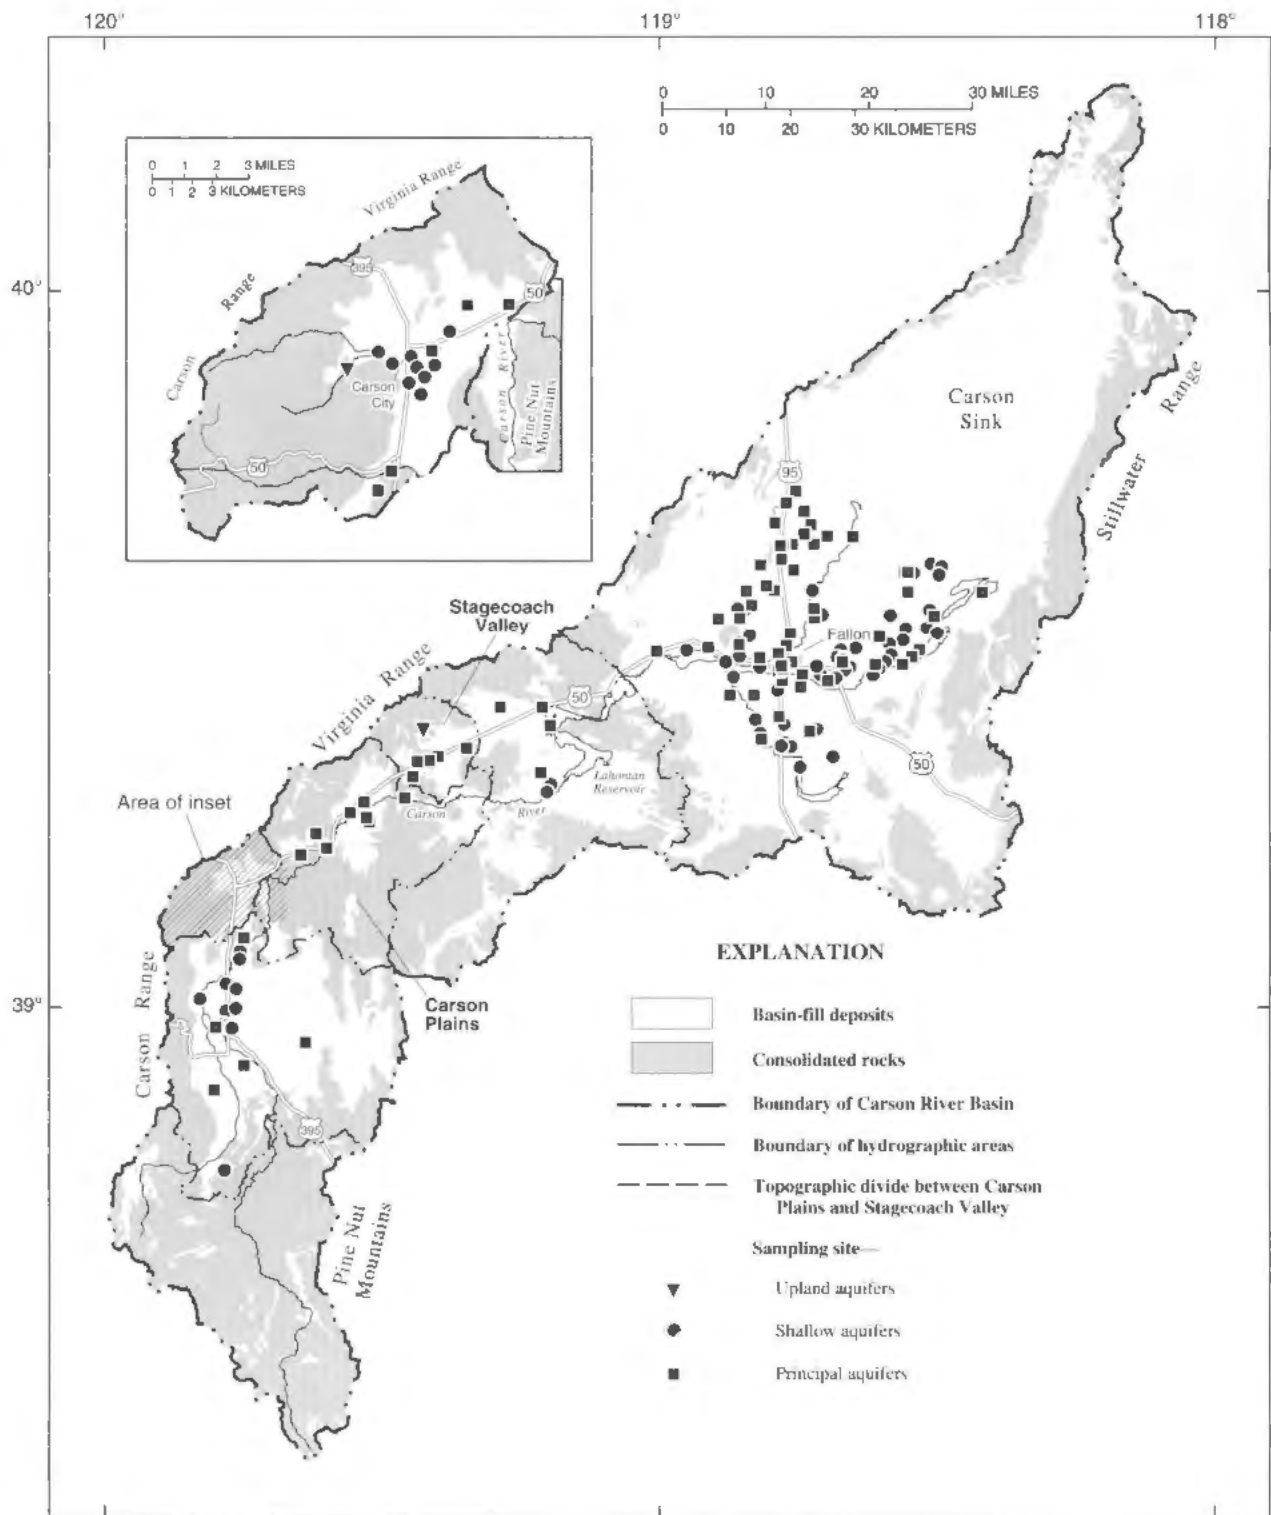 120°
119°
118°
0 10 20 30 MILES
0 10 20 30 KILOMETERS
0 1 2 3 MILES
0 1 2 3 KILOMETERS
Virginia Range
395
Range
50
40°
Carson
Carson
City
Carson River
Pine Nut
Mountains
50
Carson
Sink
Range
Stillwater
95
Stagecoach
Valley
Fallon
Virginia Range
50
50
Lahontan
Reservoir
Area of inset
Carson River
EXPLANATION
39°
Carson Range
Carson
Plains
Basin-fill deposits
Consolidated rocks
Boundary of Carson River Basin
395
Boundary of hydrographic areas
Topographic divide between Carson
Plains and Stagecoach Valley
Pine Nut
Mountains
Sampling site—
Upland aquifers
Shallow aquifers
Principal aquifers